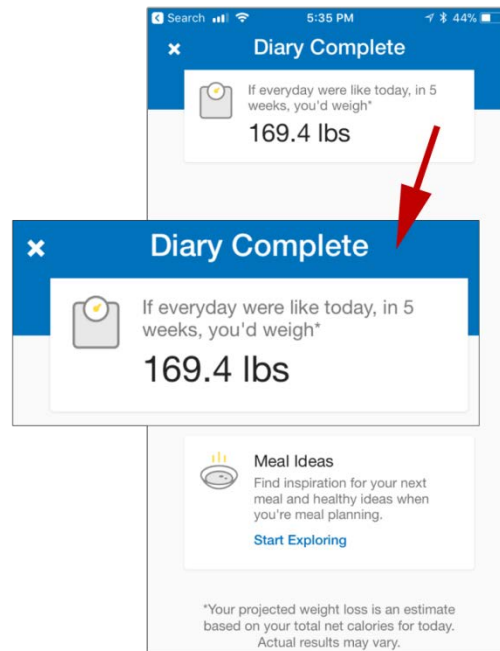 Search 5:35 PM 44%
× Diary Complete
If everyday were like today, in 5
weeks, you'd weigh*
169.4 lbs
× Diary Complete
If everyday were like today, in 5
weeks, you'd weigh*
169.4 lbs
Meal Ideas
Find inspiration for your next
meal and healthy ideas when
you're meal planning.
Start Exploring
*Your projected weight loss is an estimate
based on your total net calories for today.
Actual results may vary.